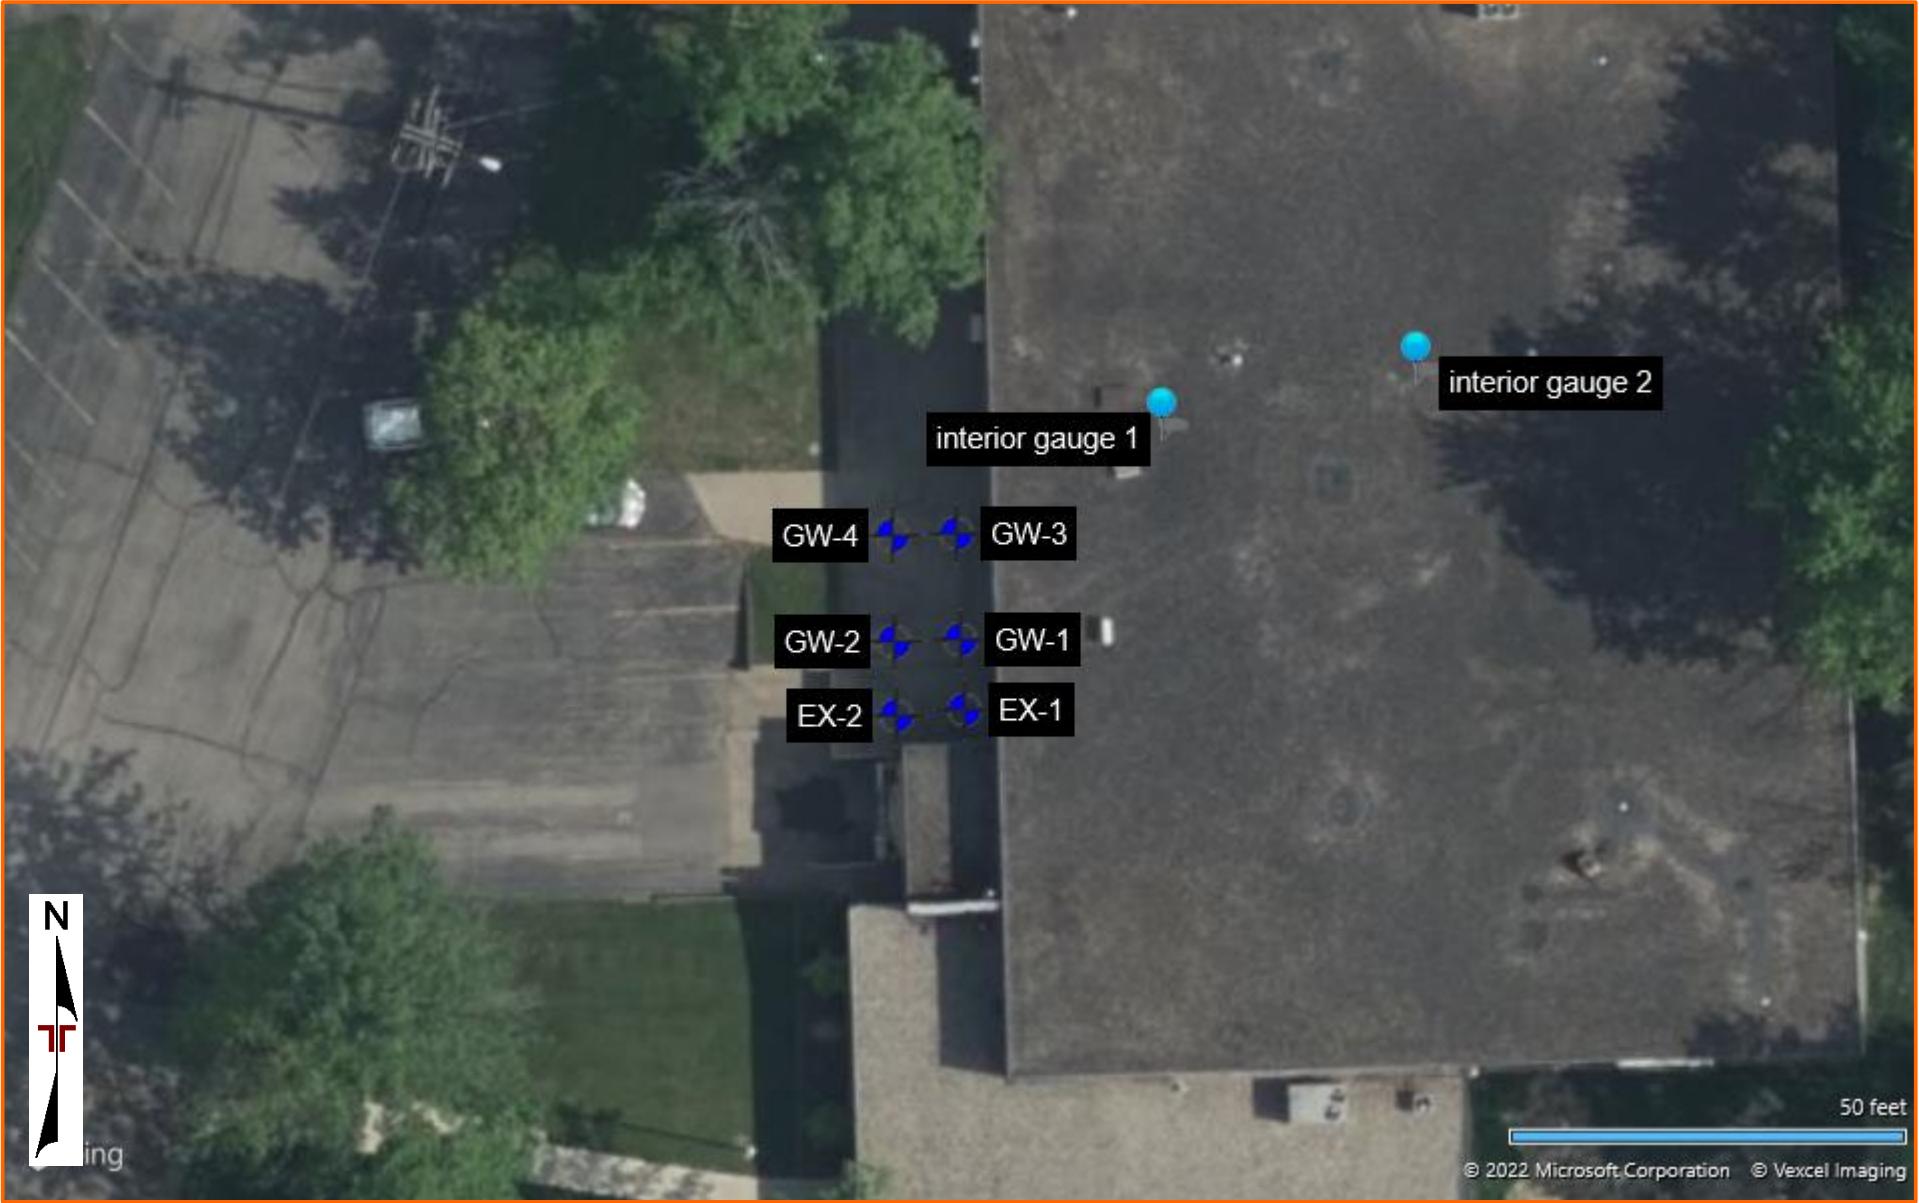 interior gauge 2
interior gauge 1
GW-4
GW-3
GW-2
GW-1
EX-2
EX-1
N
50 feet
ing
© 2022 Microsoft Corporation © Vexcel Imaging